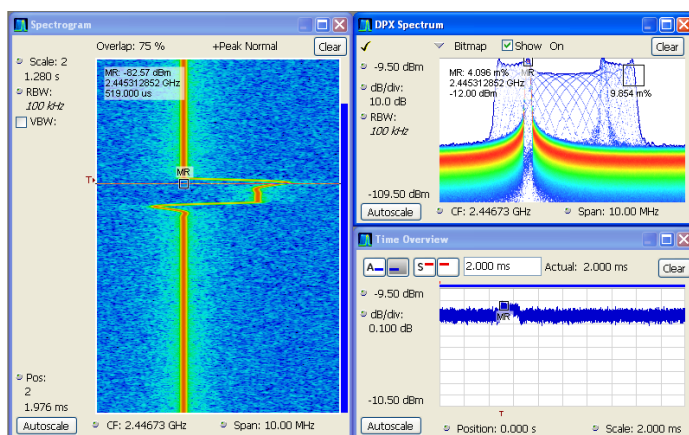 Spectrogram
Overlap: 75 %
+Peak Normal
Clear
Scale: 2
1.280 s
RBW:
100 kHz
VBW:
MR: -82.57 dBm
2.445312852 GHz
519.000 us
MR
T
Pos:
2
1.976 ms
Autoscale
CF: 2.44673 GHz
Span: 10.00 MHz
DPX Spectrum
Bitmap
Show
On
Clear
-9.50 dBm
dB/div:
10.0 dB
RBW:
100 kHz
MR: 4.096 m%
2.445312852 GHz
-12.00 dBm
MR
9.854 m%
-109.50 dBm
Autoscale
CF: 2.44673 GHz
Span: 10.00 MHz
Time Overview
A
S
2.000 ms
Actual: 2.000 ms
Clear
-9.50 dBm
dB/div:
0.100 dB
MR
-10.50 dBm
T
Autoscale
Position: 0.000 s
Scale: 2.000 ms